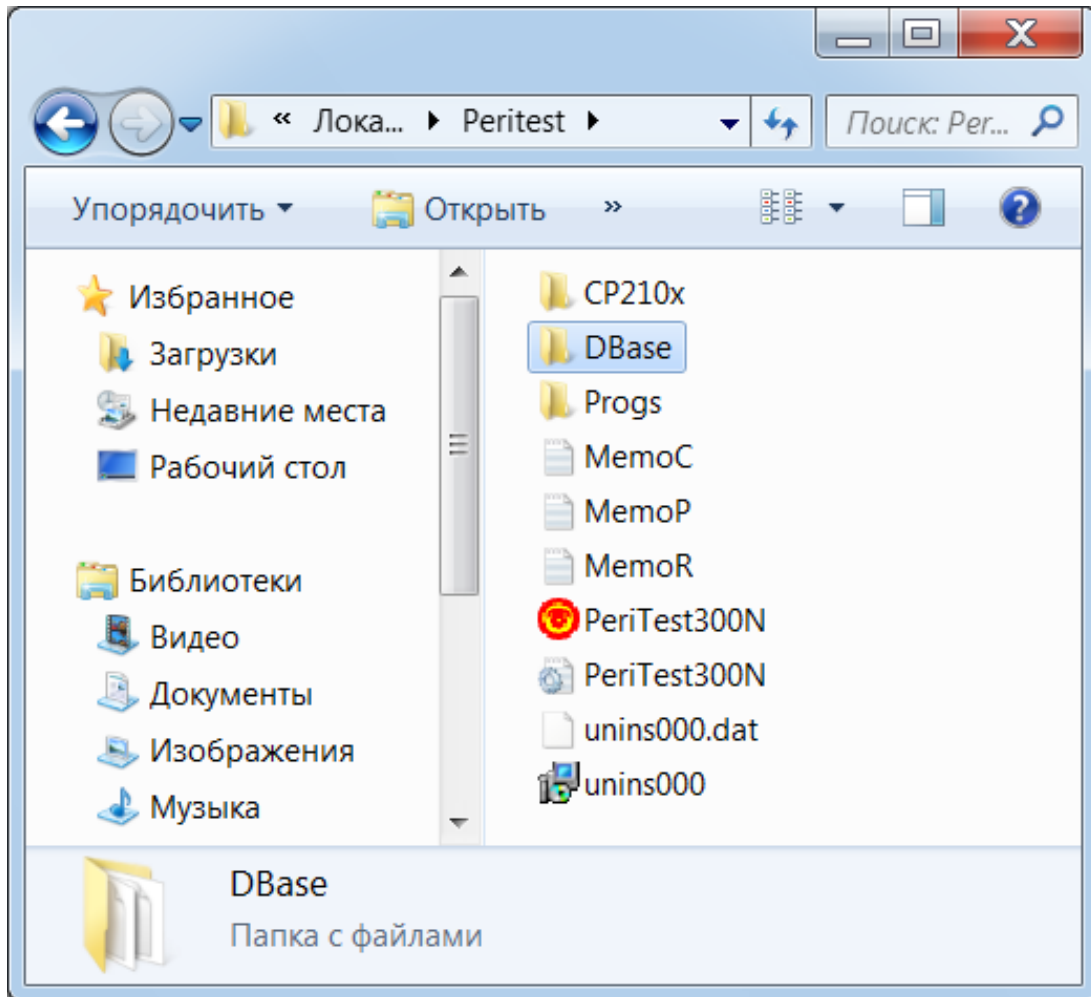 « Лока... Peritest
Поиск: Per...
Упорядочить Открыть »
Избранное
Загрузки
Недавние места
Рабочий стол
Библиотеки
Видео
Документы
Изображения
Музыка
CP210x
DBase
Progs
MemoC
MemoP
MemoR
PeriTest300N
PeriTest300N
unins000.dat
unins000
DBase
Папка с файлами